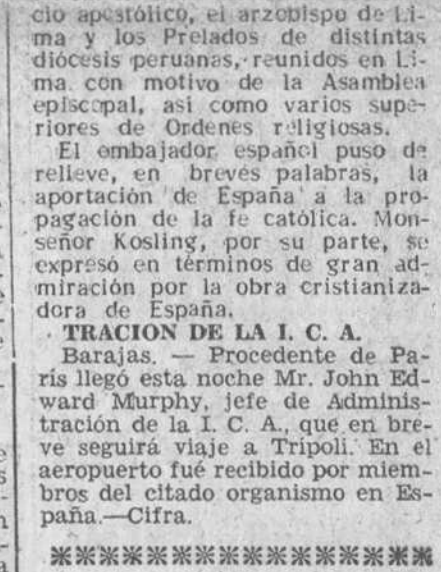 cio apostólico, el arzobispo de Li-
ma y los Prelados de distintas
diócesis peruanas, reunidos en Li-
ma con motivo de la Asamblea
episcopal, asi como varios supe-
riores de Ordenes religiosas.
El embajador español puso de
relieve, en brevés palabras, la
aportación de España a la pro-
pagación de la fe católica. Mon-
señor Kosling, por su parte, se
expresó en términos de gran ad-
miración por la obra cristianiza-
dora de España.
TRACION DE LA I. C. A.
Barajas. — Procedente de Pa-
rís llegó esta noche Mr. John Ed-
ward Murphy, jefe de Adminis-
tración de la I. C. A., que en bre-
ve seguirá viaje a Trípoli. En el
aeropuerto fué recibido por miem-
bros del citado organismo en Es-
paña.—Cifra.